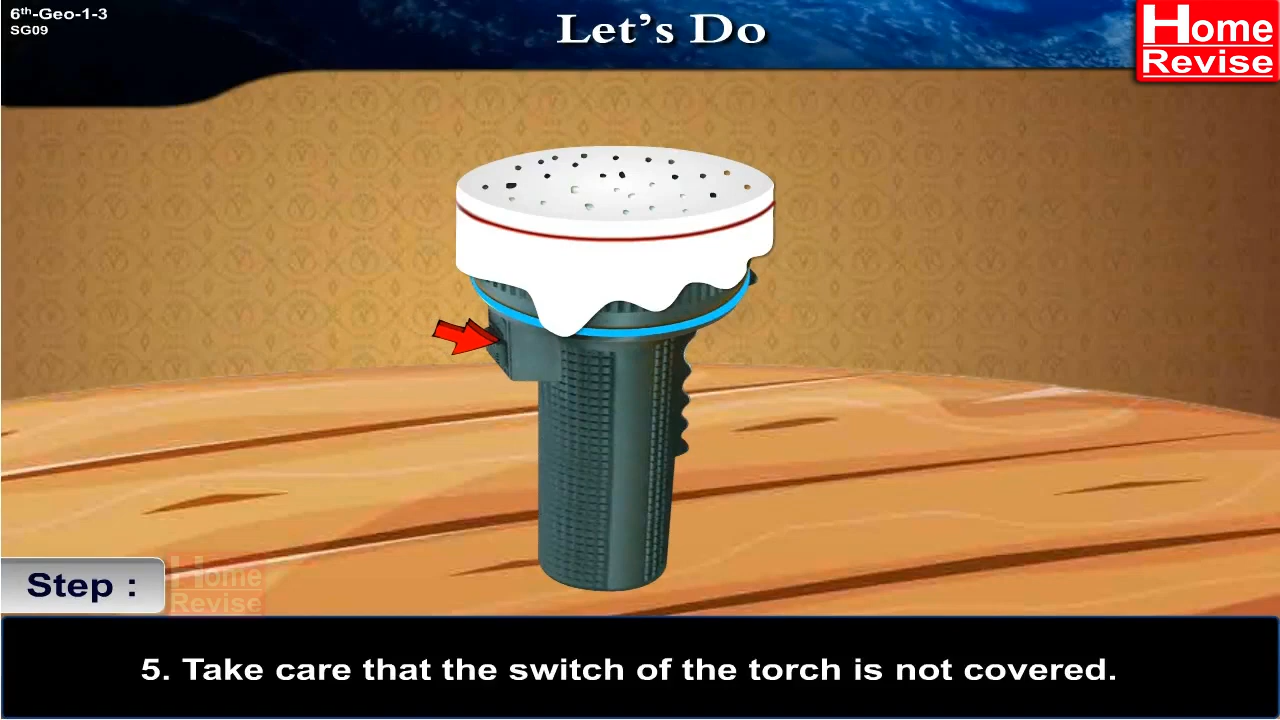 6th-Geo-1-3
SG09
Let's Do
Home
Revise
Step :
Home
Revise
5. Take care that the switch of the torch is not covered.